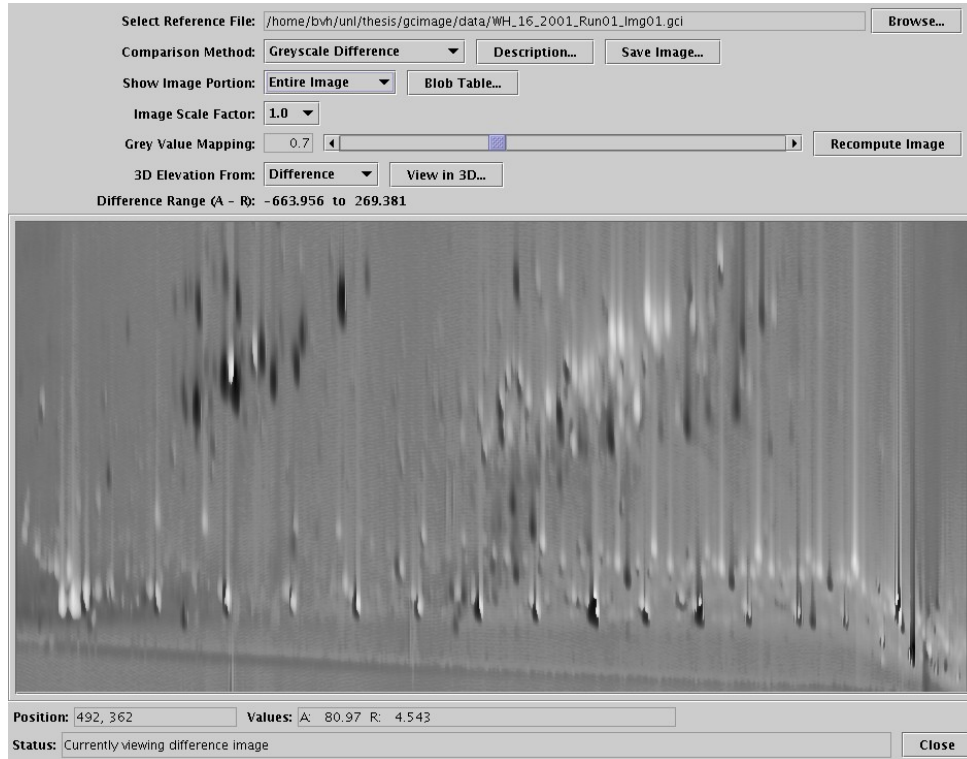 Select Reference File: /home/bvh/unl/thesis/gcimage/data/WH_16_2001_Run01_Img01.gci Browse...
Comparison Method: Greyscale Difference Description... Save Image...
Show Image Portion: Entire Image Blob Table...
Image Scale Factor: 1.0
Grey Value Mapping: 0.7 Recompute Image
3D Elevation From: Difference View in 3D...
Difference Range (A - R): -663.956 to 269.381
Position: 492, 362 Values: A: 80.97 R: 4.543
Status: Currently viewing difference image Close